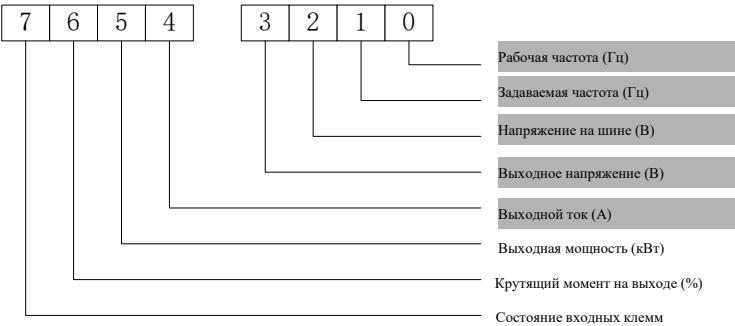 7 6 5 4 3 2 1 0
Рабочая частота (Гц)
Задаваемая частота (Гц)
Напряжение на шине (В)
Выходное напряжение (В)
Выходной ток (А)
Выходная мощность (кВт)
Крутящий момент на выходе (%)
Состояние входных клемм